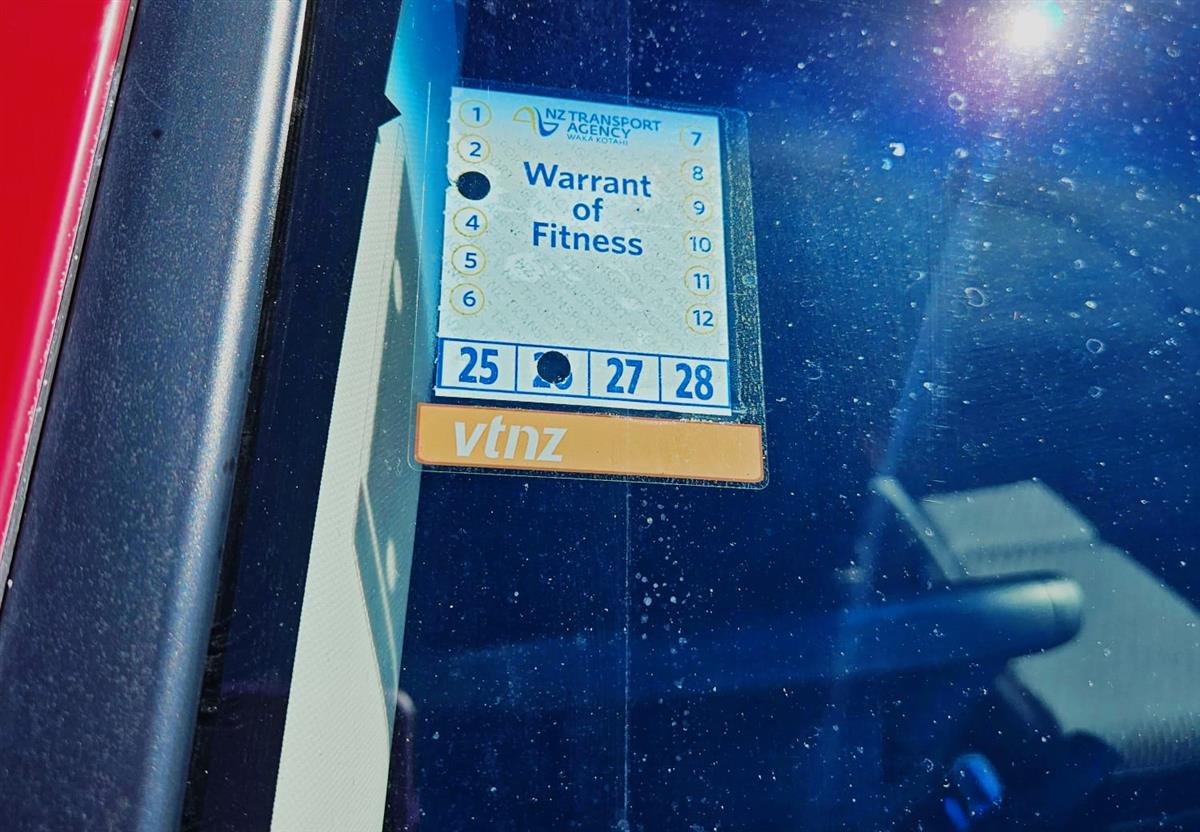 NZ TRANSPORT
AGENCY
WAKA KOTAHI
Warrant
of
Fitness
1
2
4
5
6
7
8
9
10
11
12
25 27 28
vtnz